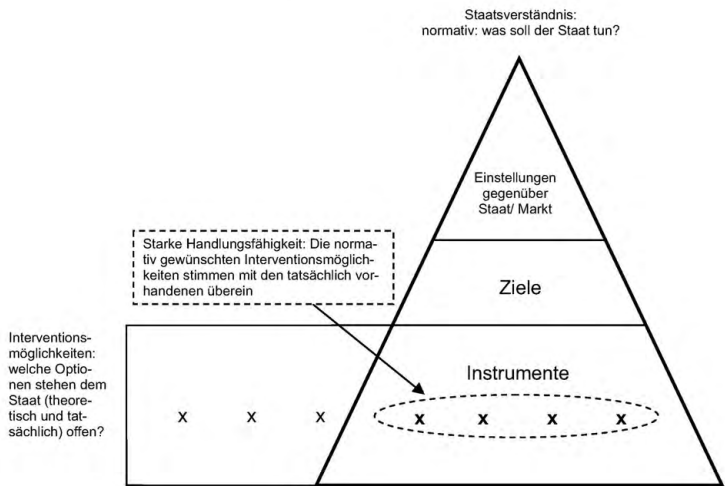 Staatsverständnis:
normativ: was soll der Staat tun?
Einstellungen
gegenüber
Staat/ Markt
Starke Handlungsfähigkeit: Die norma-
tiv gewünschten Interventionsmöglich-
keiten stimmen mit den tatsächlich vor-
handenen überein
Ziele
Interventions-
möglichkeiten:
welche Optio-
nen stehen dem
Staat (theore-
tisch und tat-
sächlich) offen?
Instrumente
x x x x x x x